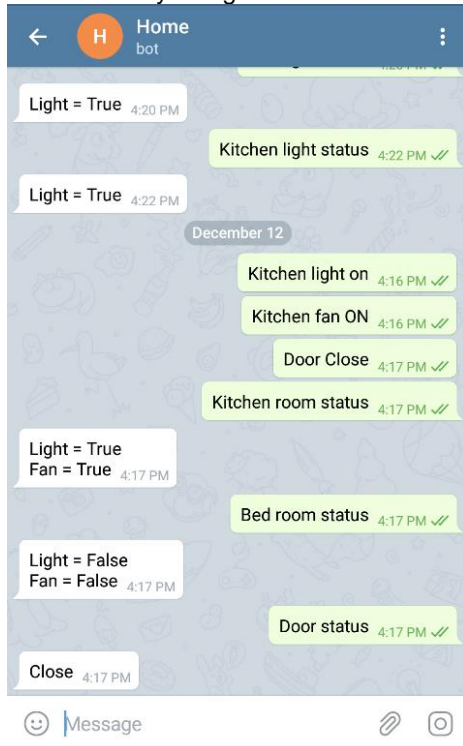 Home
H
bot
Light = True 4:20 PM
Kitchen light status 4:22 PM
Light = True 4:22 PM
December 12
Kitchen light on 4:16 PM
Kitchen fan ON 4:16 PM
Door Close 4:17 PM
Kitchen room status 4:17 PM
Light = True
Fan = True 4:17 PM
Bed room status 4:17 PM
Light = False
Fan = False 4:17 PM
Door status 4:17 PM
Close 4:17 PM
Message